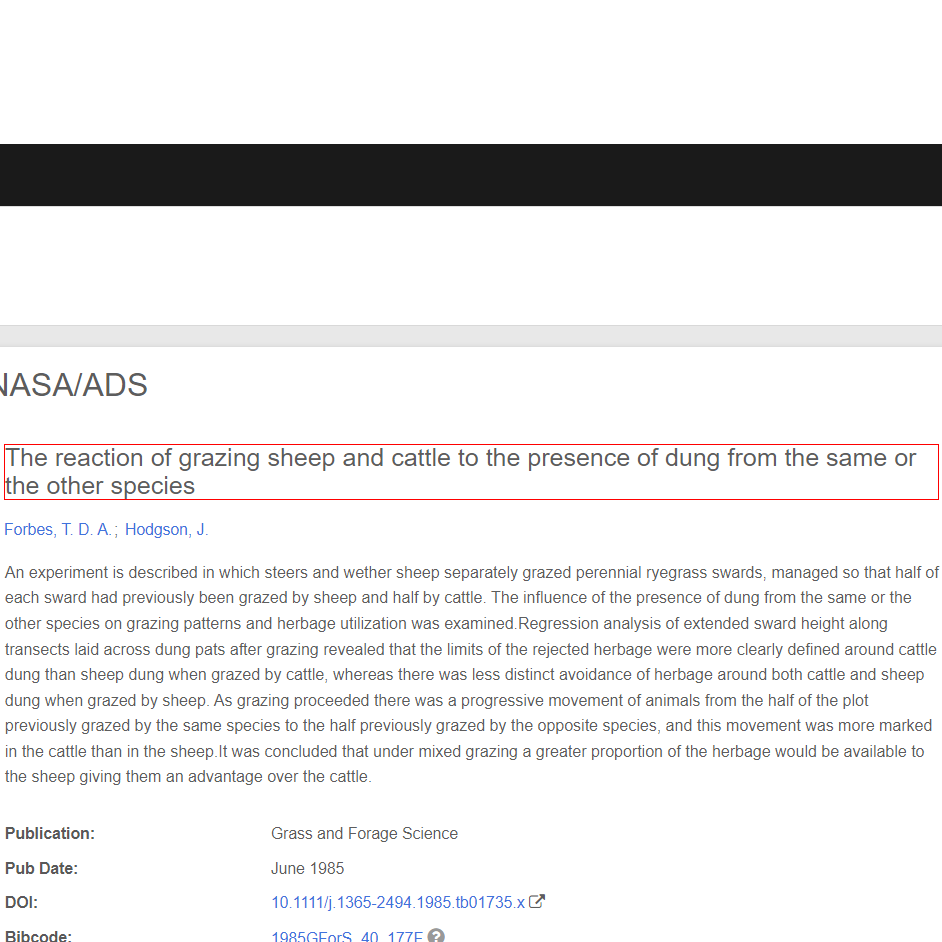 NASA/ADS
The reaction of grazing sheep and cattle to the presence of dung from the same or
the other species
Forbes, T. D. A.; Hodgson, J.
An experiment is described in which steers and wether sheep separately grazed perennial ryegrass swards, managed so that half of
each sward had previously been grazed by sheep and half by cattle. The influence of the presence of dung from the same or the
other species on grazing patterns and herbage utilization was examined.Regression analysis of extended sward height along
transects laid across dung pats after grazing revealed that the limits of the rejected herbage were more clearly defined around cattle
dung than sheep dung when grazed by cattle, whereas there was less distinct avoidance of herbage around both cattle and sheep
dung when grazed by sheep. As grazing proceeded there was a progressive movement of animals from the half of the plot
previously grazed by the same species to the half previously grazed by the opposite species, and this movement was more marked
in the cattle than in the sheep.It was concluded that under mixed grazing a greater proportion of the herbage would be available to
the sheep giving them an advantage over the cattle.
Publication: Grass and Forage Science
Pub Date: June 1985
DOI: 10.1111/j.1365-2494.1985.tb01735.x
Bibcode: 1985GForS..40..177F